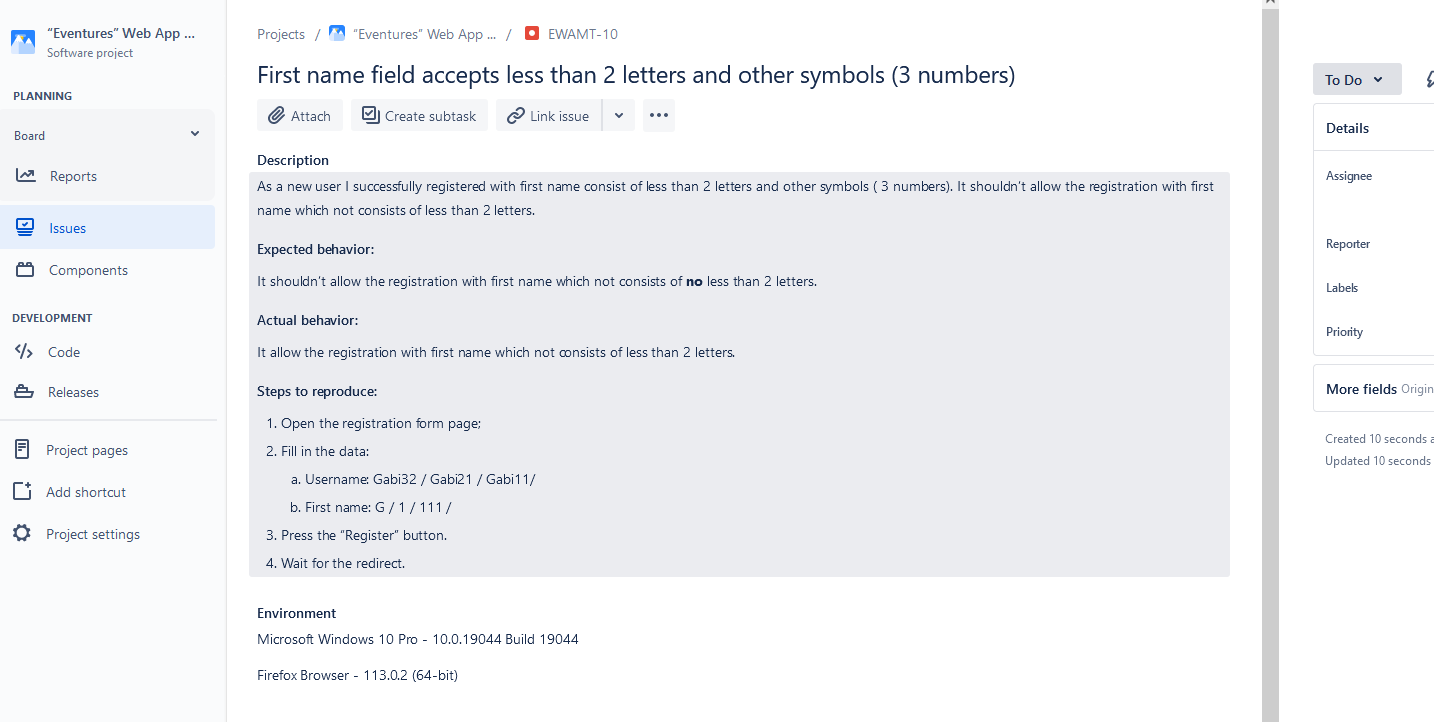 “Eventures” Web App ...
Software project
PLANNING
Board
Reports
Issues
Components
DEVELOPMENT
Code
Releases
Project pages
Add shortcut
Project settings
Projects / “Eventures” Web App ... / EWAMT-10
First name field accepts less than 2 letters and other symbols (3 numbers)
Attach Create subtask Link issue
Description
As a new user I successfully registered with first name consist of less than 2 letters and other symbols ( 3 numbers). It shouldn’t allow the registration with first
name which not consists of less than 2 letters.
Expected behavior:
It shouldn’t allow the registration with first name which not consists of no less than 2 letters.
Actual behavior:
It allow the registration with first name which not consists of less than 2 letters.
Steps to reproduce:
1. Open the registration form page;
2. Fill in the data:
a. Username: Gabi32 / Gabi21 / Gabi11/
b. First name: G / 1 / 111 /
3. Press the “Register” button.
4. Wait for the redirect.
Environment
Microsoft Windows 10 Pro - 10.0.19044 Build 19044
Firefox Browser - 113.0.2 (64-bit)
To Do
Details
Assignee
Reporter
Labels
Priority
More fields Origin
Created 10 seconds a
Updated 10 seconds